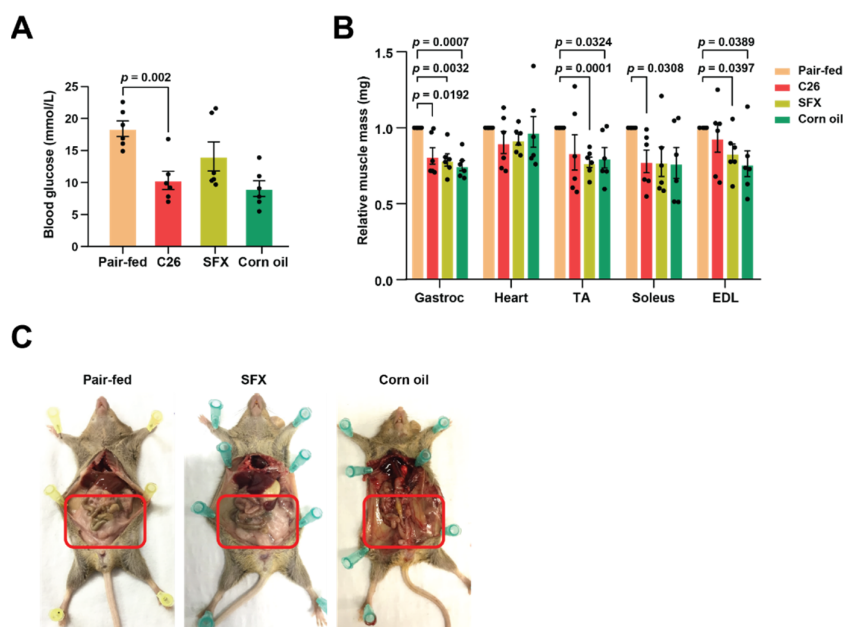 A
Blood glucose (mmol/L)
25
20
15
10
5
0
p = 0.002
Pair-fed
C26
SFX
Corn oil
B
Relative muscle mass (mg)
1.5
1.0
0.5
0.0
p = 0.0007
p = 0.0032
p = 0.0192
p = 0.0324
p = 0.0001
p = 0.0308
p = 0.0389
p = 0.0397
Gastroc
Heart
TA
Soleus
EDL
Pair-fed
C26
SFX
Corn oil
C
Pair-fed
SFX
Corn oil